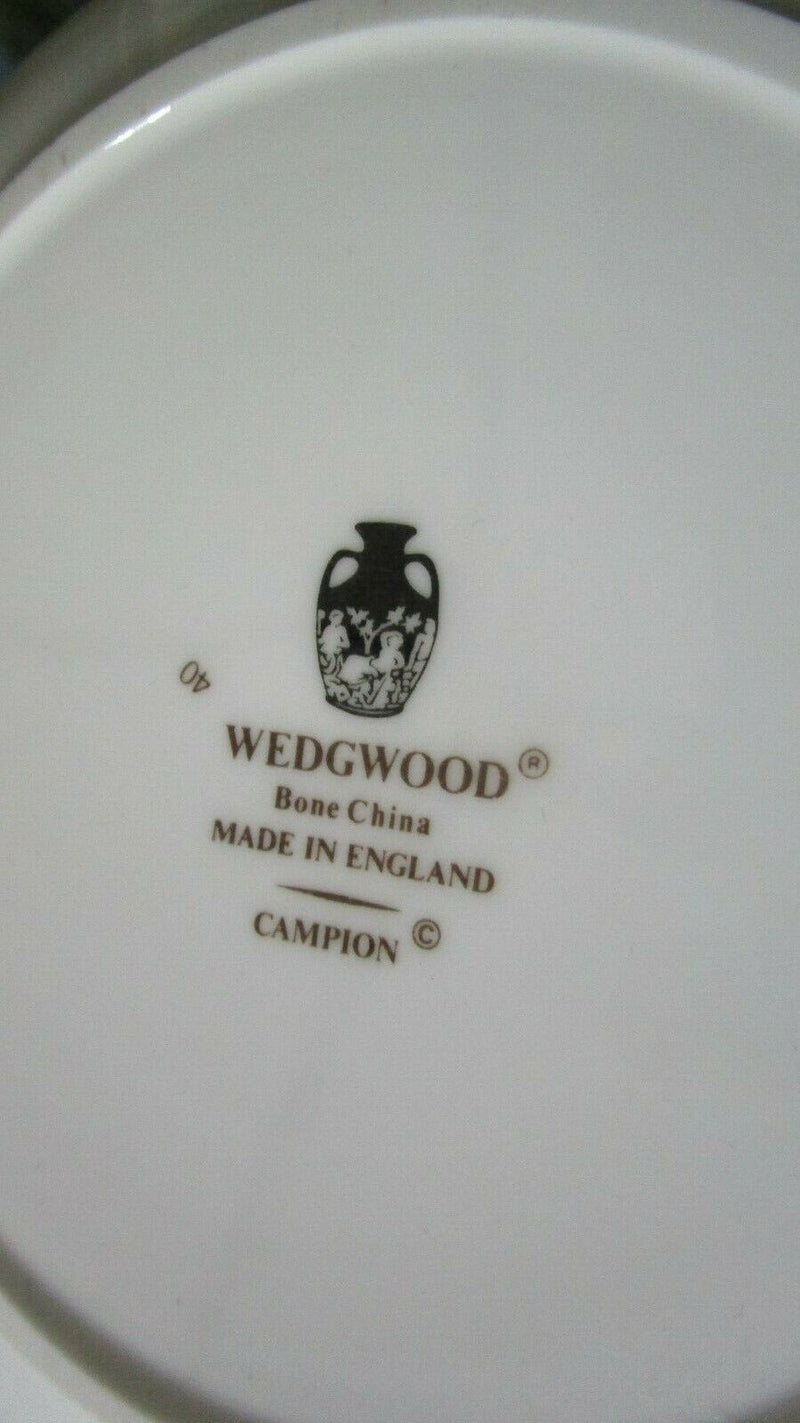 40
WEDGWOOD®
Bone China
MADE IN ENGLAND
CAMPION ©